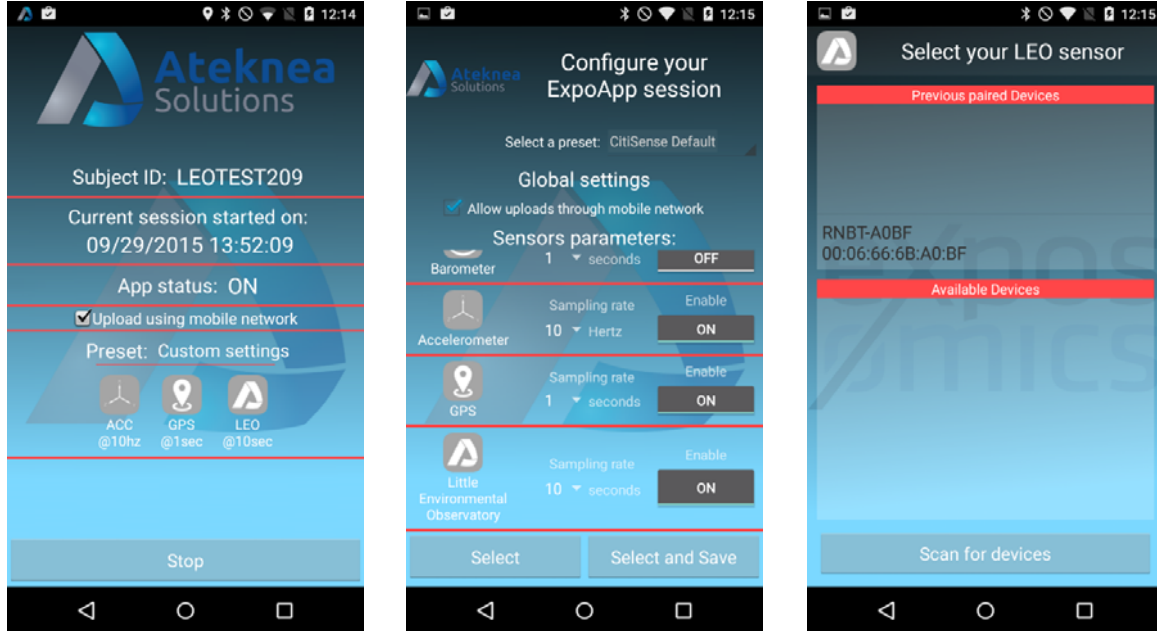 12:14
Ateknea
Solutions
Subject ID: LEOTEST209
Current session started on:
09/29/2015 13:52:09
App status: ON
Upload using mobile network
Preset: Custom settings
ACC GPS LEO
@10hz @1sec @10sec
Stop
12:15
Ateknea
Solutions
Configure your
ExpoApp session
Select a preset: CitiSense Default
Global settings
Allow uploads through mobile network
Sensors parameters:
Barometer 1 seconds OFF
Sampling rate Enable
Accelerometer 10 Hertz ON
Sampling rate Enable
GPS 1 seconds ON
Sampling rate Enable
Little
Environmental
Observatory
10 seconds ON
Select Select and Save
12:15
Select your LEO sensor
Previous paired Devices
RNBT-A0BF
00:06:66:6B:A0:BF
Available Devices
expos
omics
Scan for devices